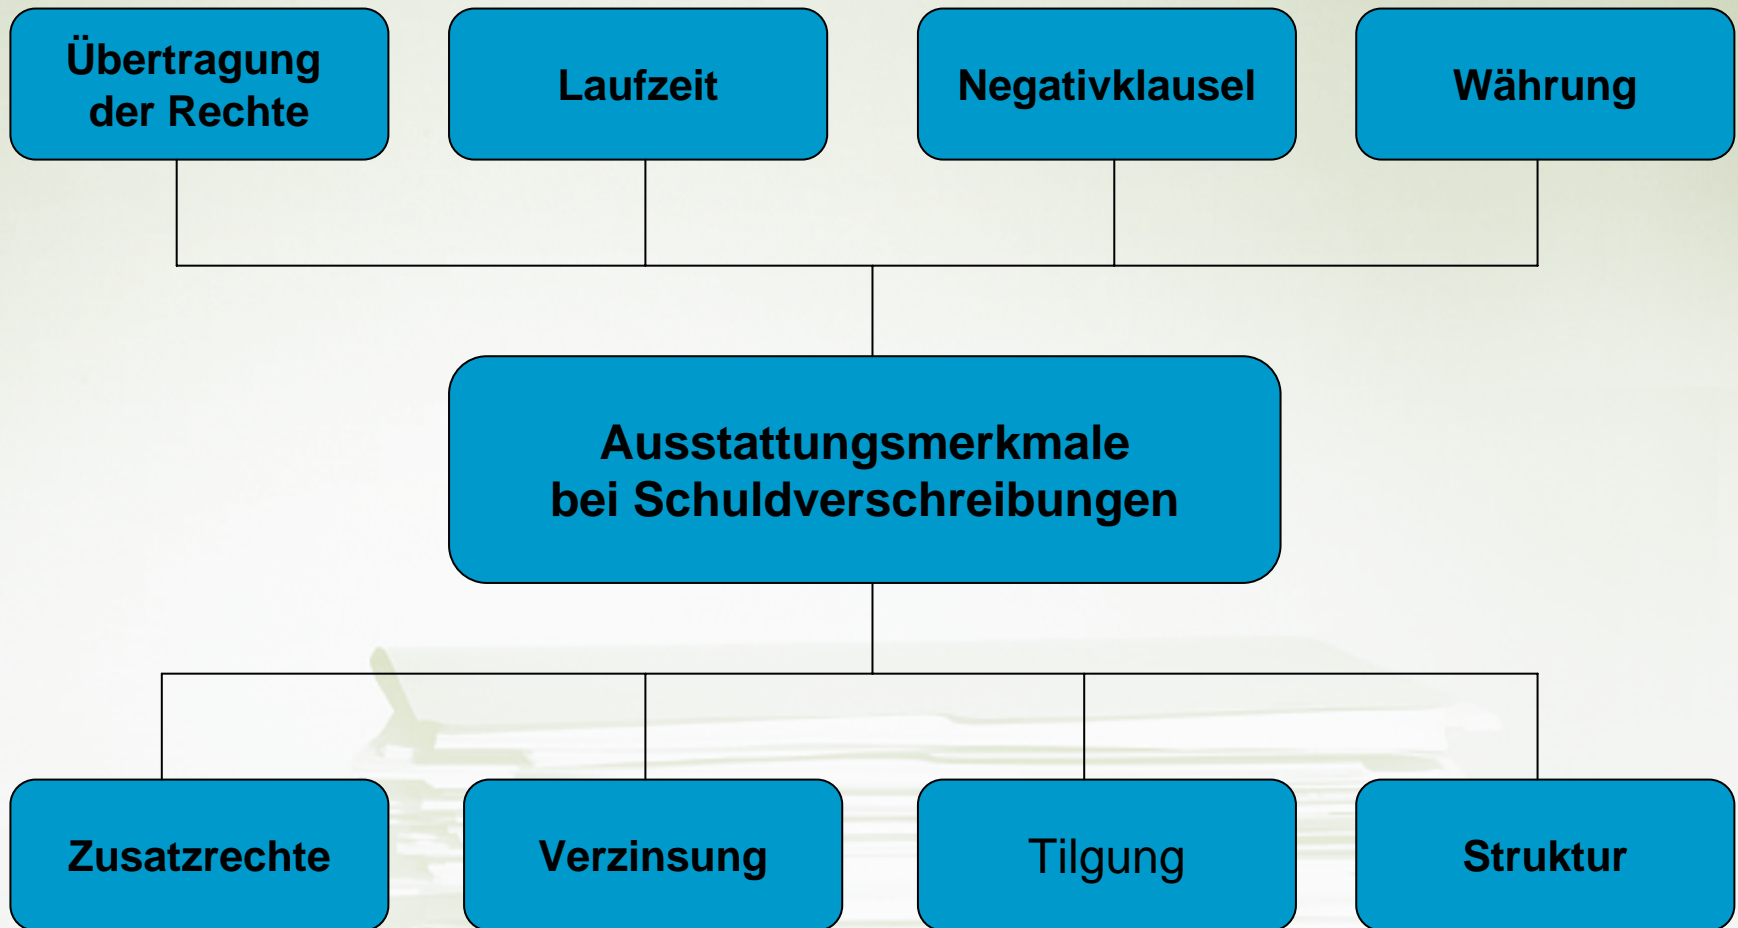 Übertragung
der Rechte
Laufzeit
Negativklausel
Währung
Ausstattungsmerkmale
bei Schuldverschreibungen
Zusatzrechte
Verzinsung
Tilgung
Struktur